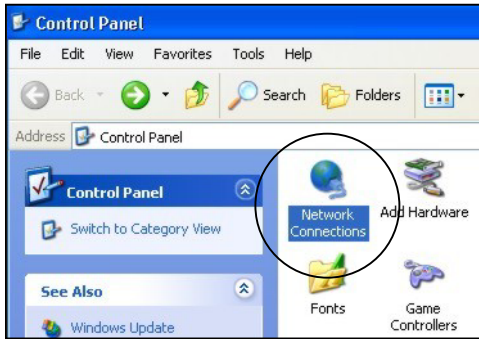 Control Panel
File Edit View Favorites Tools Help
Back Search Folders
Address Control Panel
Control Panel
Switch to Category View
See Also
Windows Update
Network
Connections
Add Hardware
Fonts
Game
Controllers